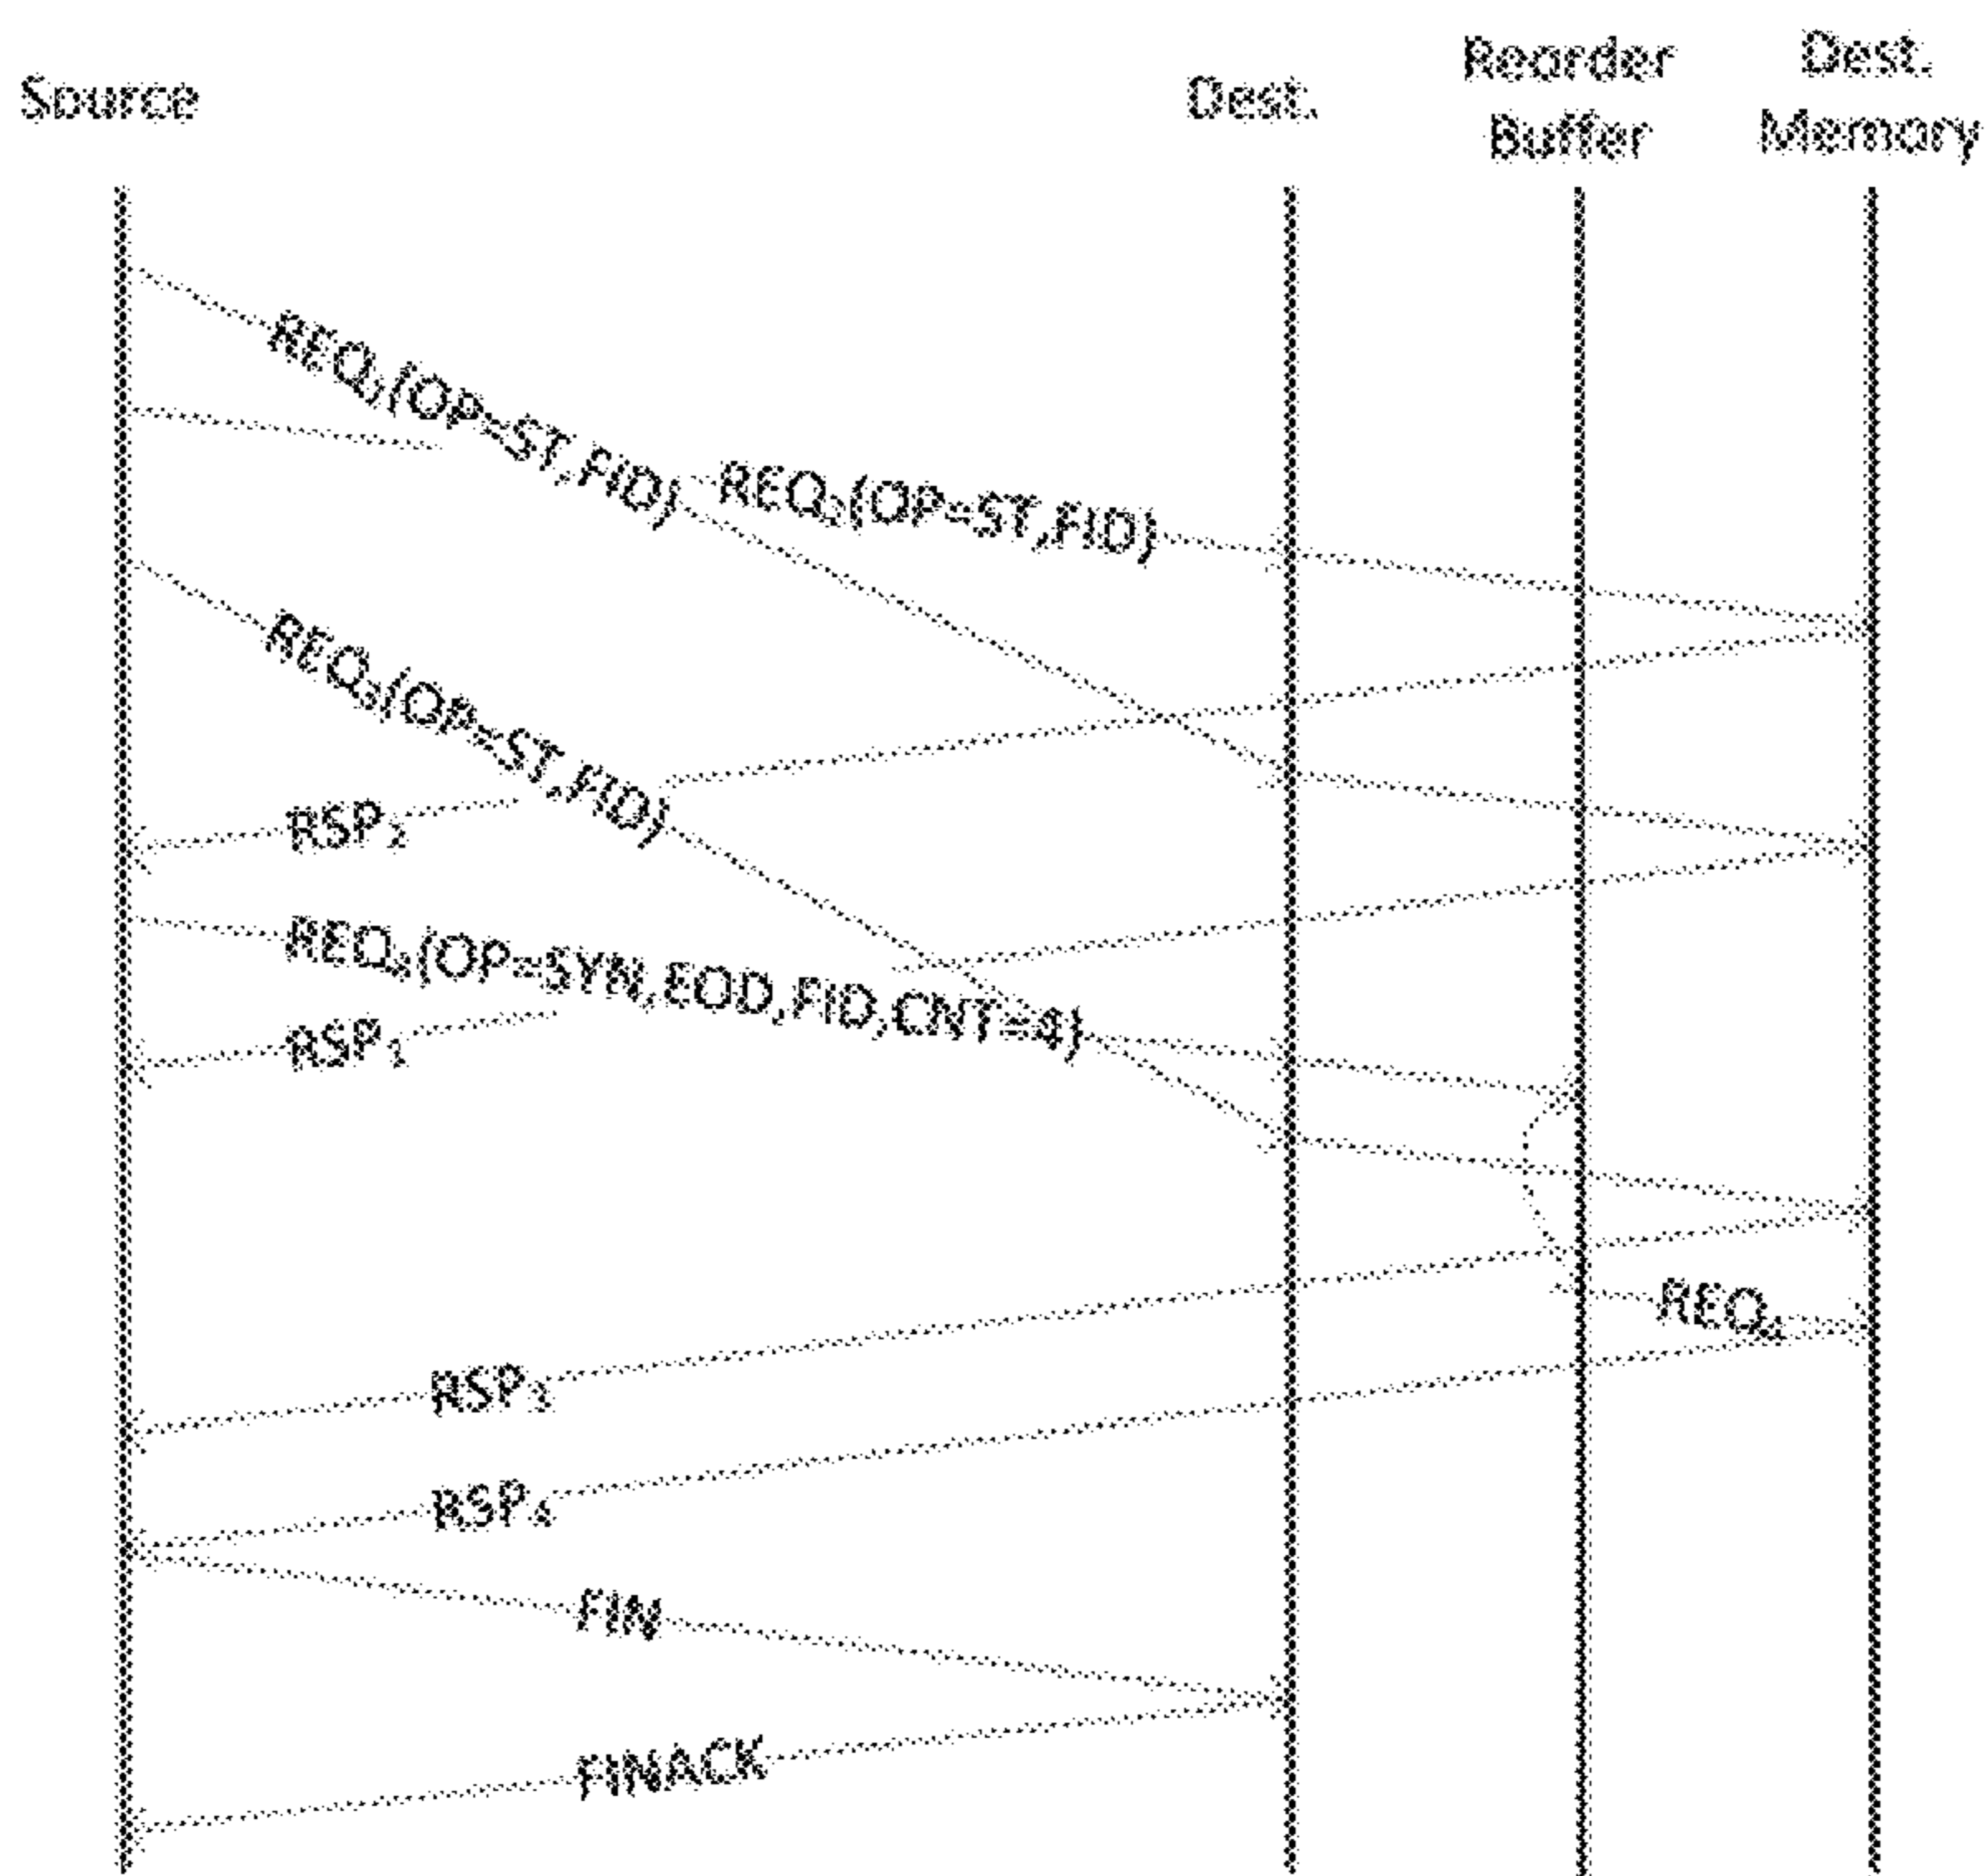 Source
Dest.
Reorder
Buffer
Dest.
Memory
REQ₁(OP=ST,FID)
REQ₂(OP=ST,FID)
REQ₃(OP=ST,FID)
RSP₂
REQ₄(OP=SYN,EOD,FID,CNT=4)
RSP₁
REQ₄
RSP₃
RSP₄
FIN
FINACK